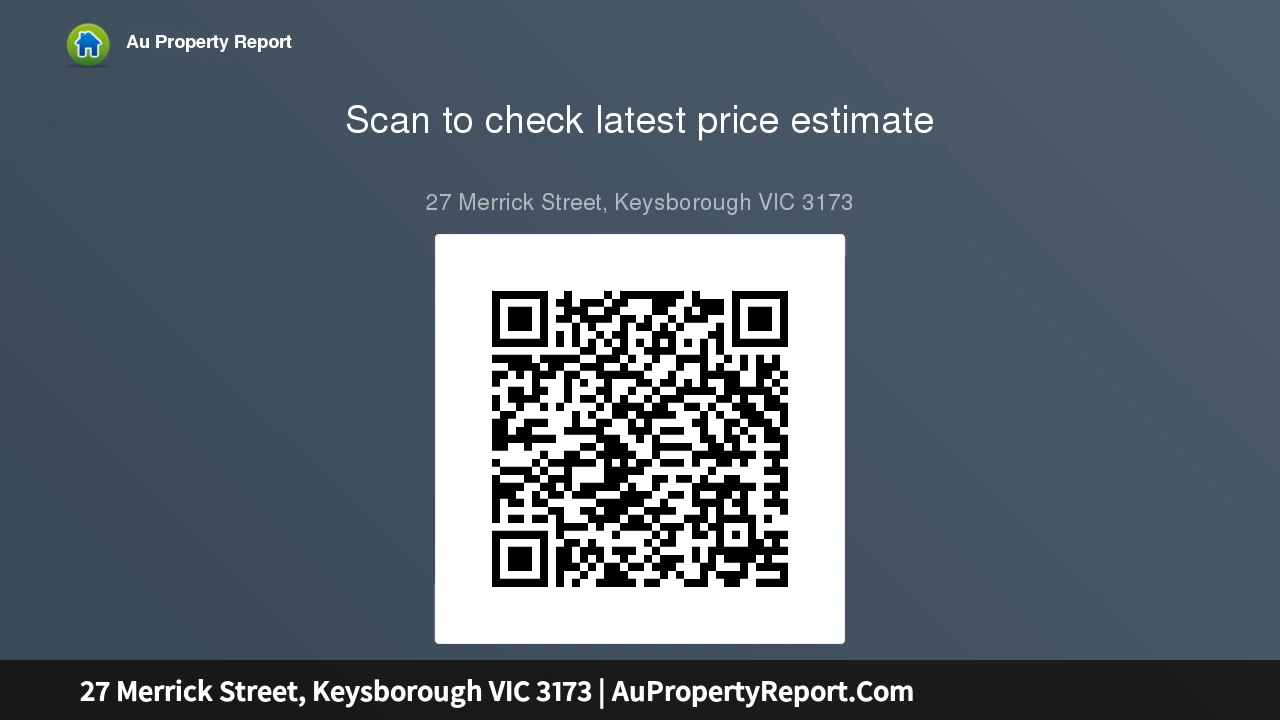 Au Property Report
Scan to check latest price estimate
27 Merrick Street, Keysborough VIC 3173
27 Merrick Street, Keysborough VIC 3173 | AuPropertyReport.Com